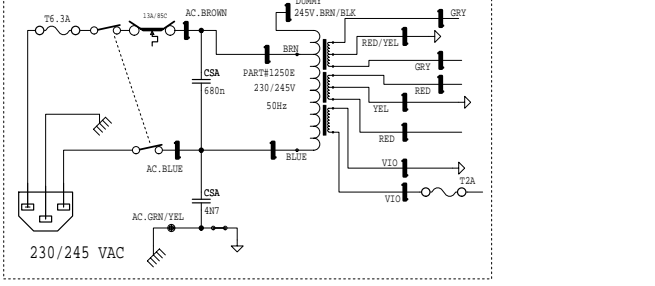 DUMMY
T6.3A
13A/85C
AC.BROWN
245V.BRN/BLK
GRY
RED/YEL
BRN
GRY
CSA
680n
PART#1250E
230/245V
50Hz
RED
YEL
RED
BLUE
AC.BLUE
VIO
T2A
CSA
4N7
VIO
AC.GRN/YEL
230/245 VAC